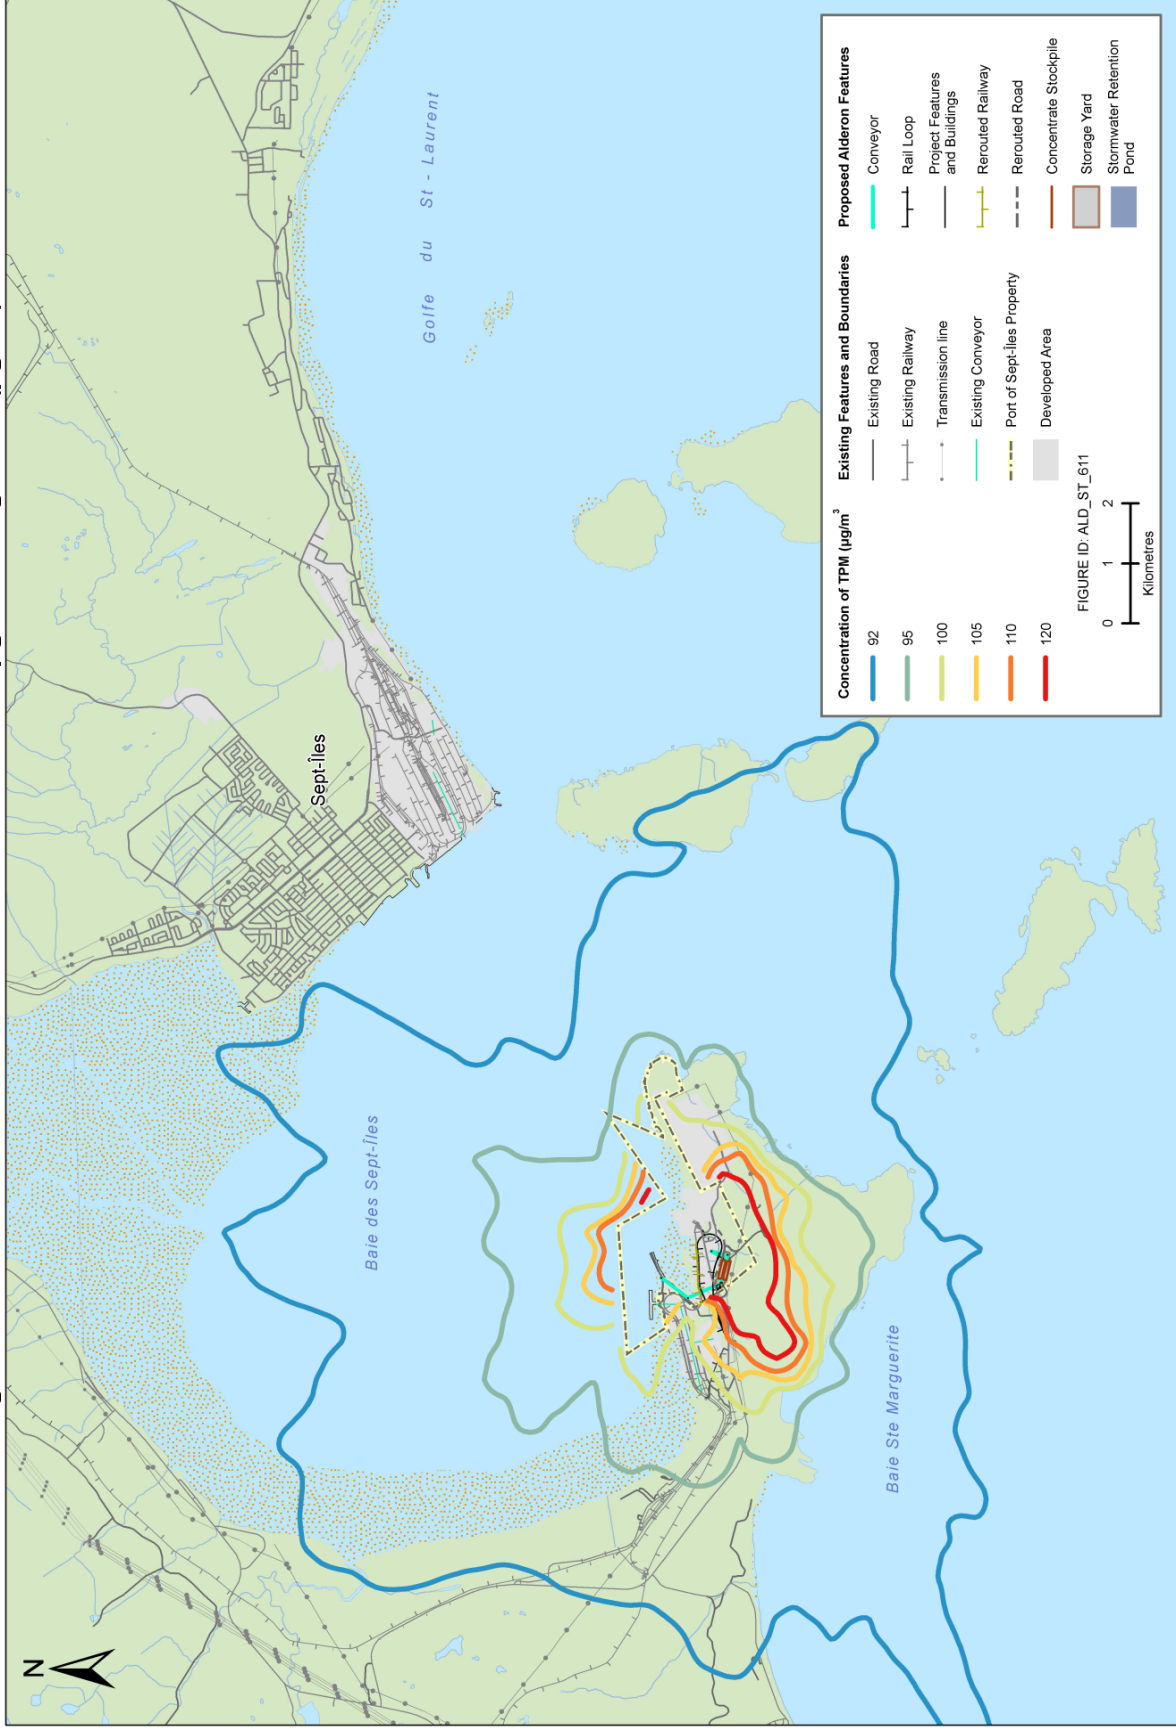 N
Sept-Îles
Golfe du St - Laurent
Baie des Sept-Îles
Baie Ste Marguerite
Concentration of TPM (µg/m³
92
95
100
105
110
120
Existing Features and Boundaries
Existing Road
Existing Railway
Transmission line
Existing Conveyor
Port of Sept-Îles Property
Developed Area
Proposed Alderon Features
Conveyor
Rail Loop
Project Features
and Buildings
Rerouted Railway
Rerouted Road
Concentrate Stockpile
Storage Yard
Stormwater Retention
Pond
FIGURE ID: ALD_ST_611
0 1 2
Kilometres